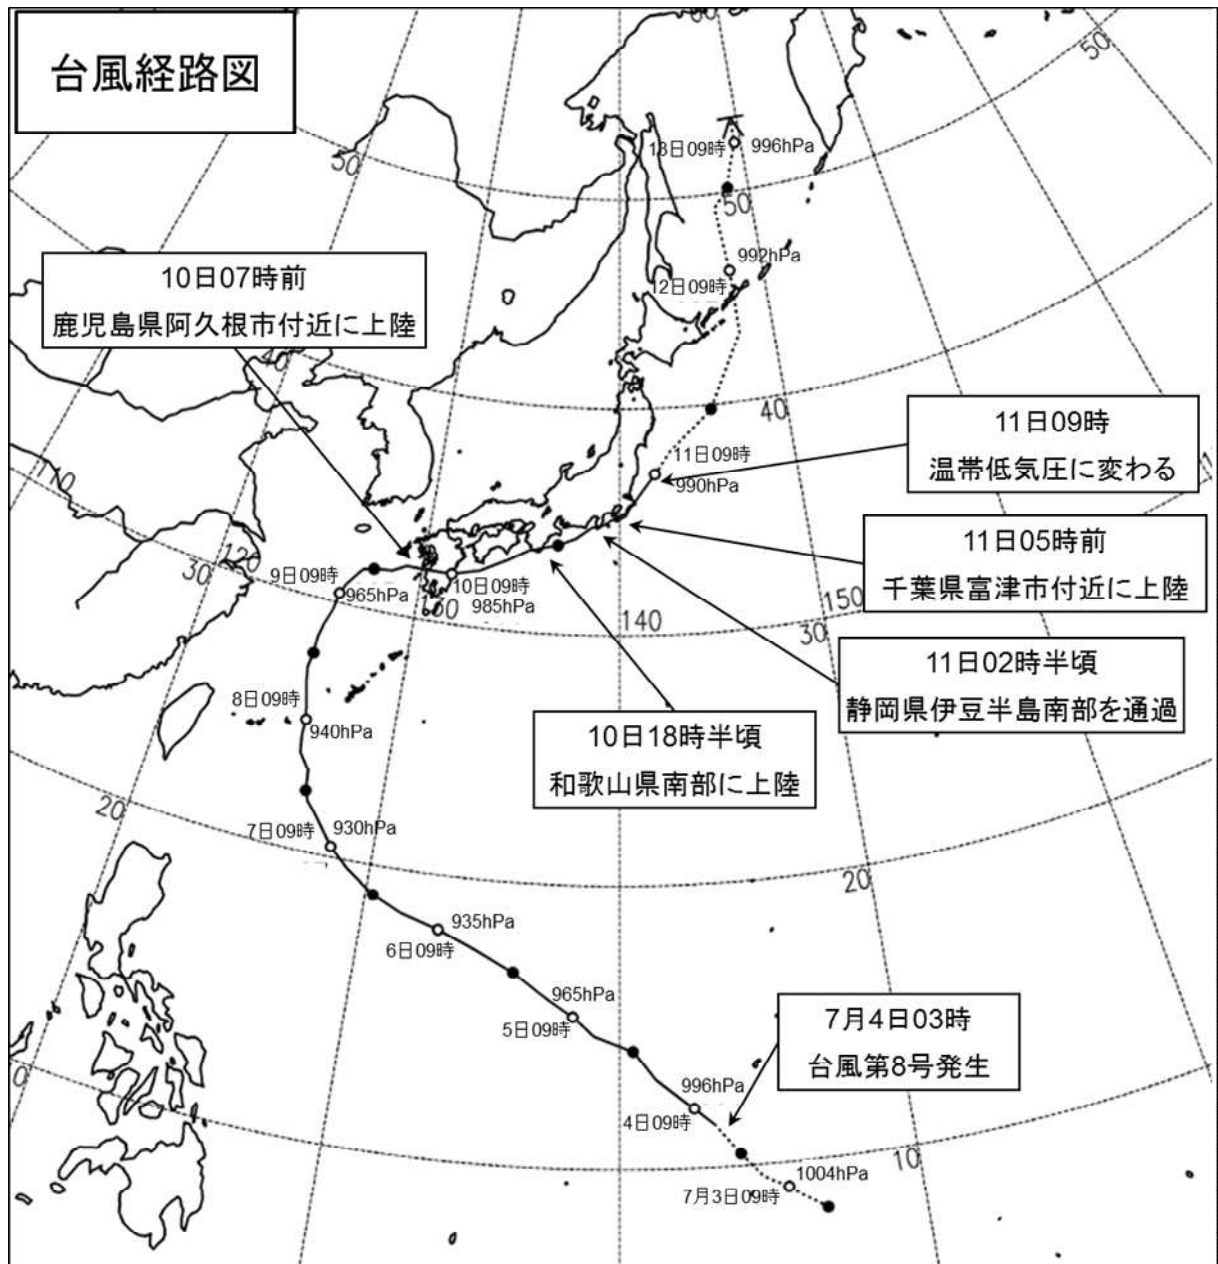 台風経路図
60
50
13日09時
996hPa
50
50
992hPa
12日09時
10日07時前
鹿児島県阿久根市付近に上陸
40
40
11日09時
温帯低気圧に変わる
11日09時
990hPa
110
120
30
11日05時前
千葉県富津市付近に上陸
9日09時
965hPa
10日09時
985hPa
140
150
30
11日02時半頃
静岡県伊豆半島南部を通過
8日09時
940hPa
10日18時半頃
和歌山県南部に上陸
20
7日09時
930hPa
20
935hPa
6日09時
965hPa
5日09時
7月4日03時
台風第8号発生
996hPa
4日09時
10
1004hPa
7月3日09時